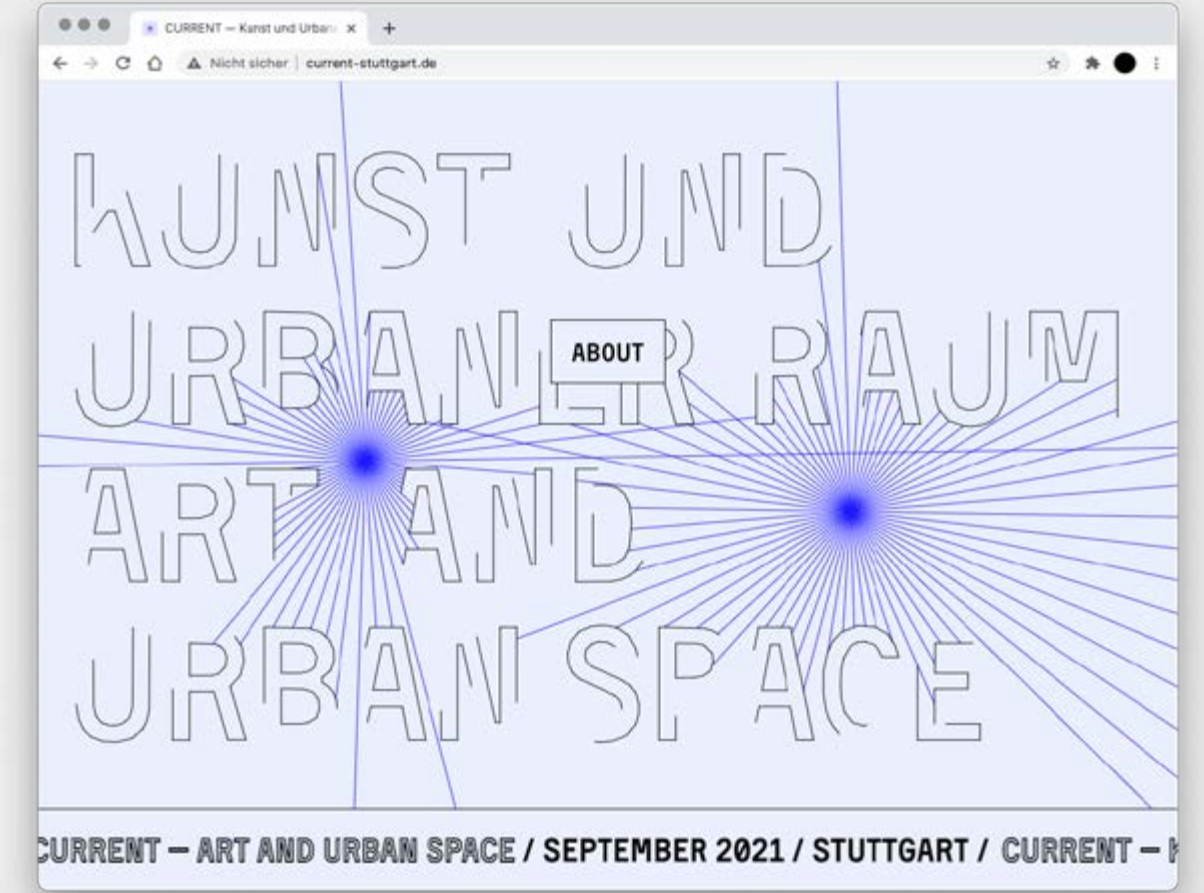 CURRENT — Kunst und Urban
Nicht sicher | current-stuttgart.de
KUNST UND
URBANER RAUM
ABOUT
ART AND
URBAN SPACE
CURRENT — ART AND URBAN SPACE / SEPTEMBER 2021 / STUTTGART / CURRENT —